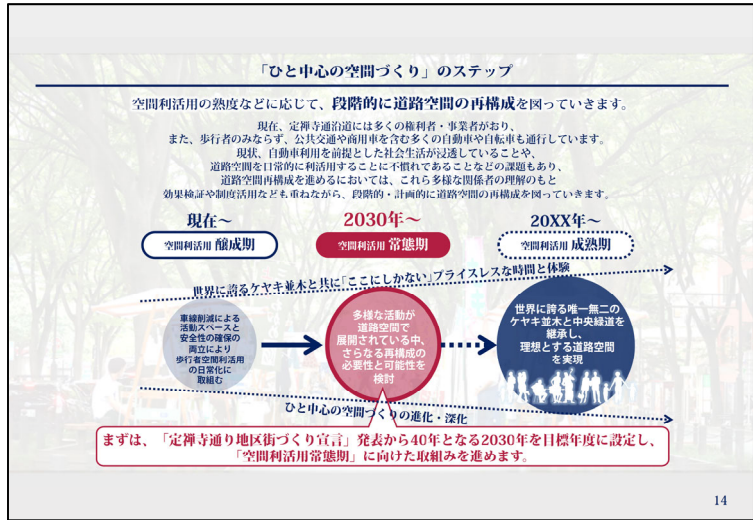 「ひと中心の空間づくり」のステップ
空間利活用の熟度などに応じて、段階的に道路空間の再構成を図っていきます。
現在、定禅寺通沿道には多くの権利者・事業者がおり、
また、歩行者のみならず、公共交通や商用車を含む多くの自動車や自転車も通行しています。
現状、自動車利用を前提とした社会生活が浸透していることや、
道路空間を日常的に利活用することに不慣れであることなどの課題もあり、
道路空間再構成を進めるにおいては、これら多様な関係者の理解のもと
効果検証や制度活用なども重ねながら、段階的・計画的に道路空間の再構成を図っていきます。
現在～
空間利活用 醸成期
2030年～
空間利活用 常態期
20XX年～
空間利活用 成熟期
世界に誇るケヤキ並木と共に「ここにしかない」プライスレスな時間と体験
車線削減による
活動スペースと
安全性の確保の
両立により
歩行者空間利活用
の日常化に
取組む
多様な活動が
道路空間で
展開されている中、
さらなる再構成の
必要性と可能性を
検討
世界に誇る唯一無二の
ケヤキ並木と中央緑道を
継承し、
理想とする道路空間
を実現
ひと中心の空間づくりの進化・深化
まずは、「定禅寺通り地区街づくり宣言」発表から40年となる2030年を目標年度に設定し、
「空間利活用常態期」に向けた取組みを進めます。
14